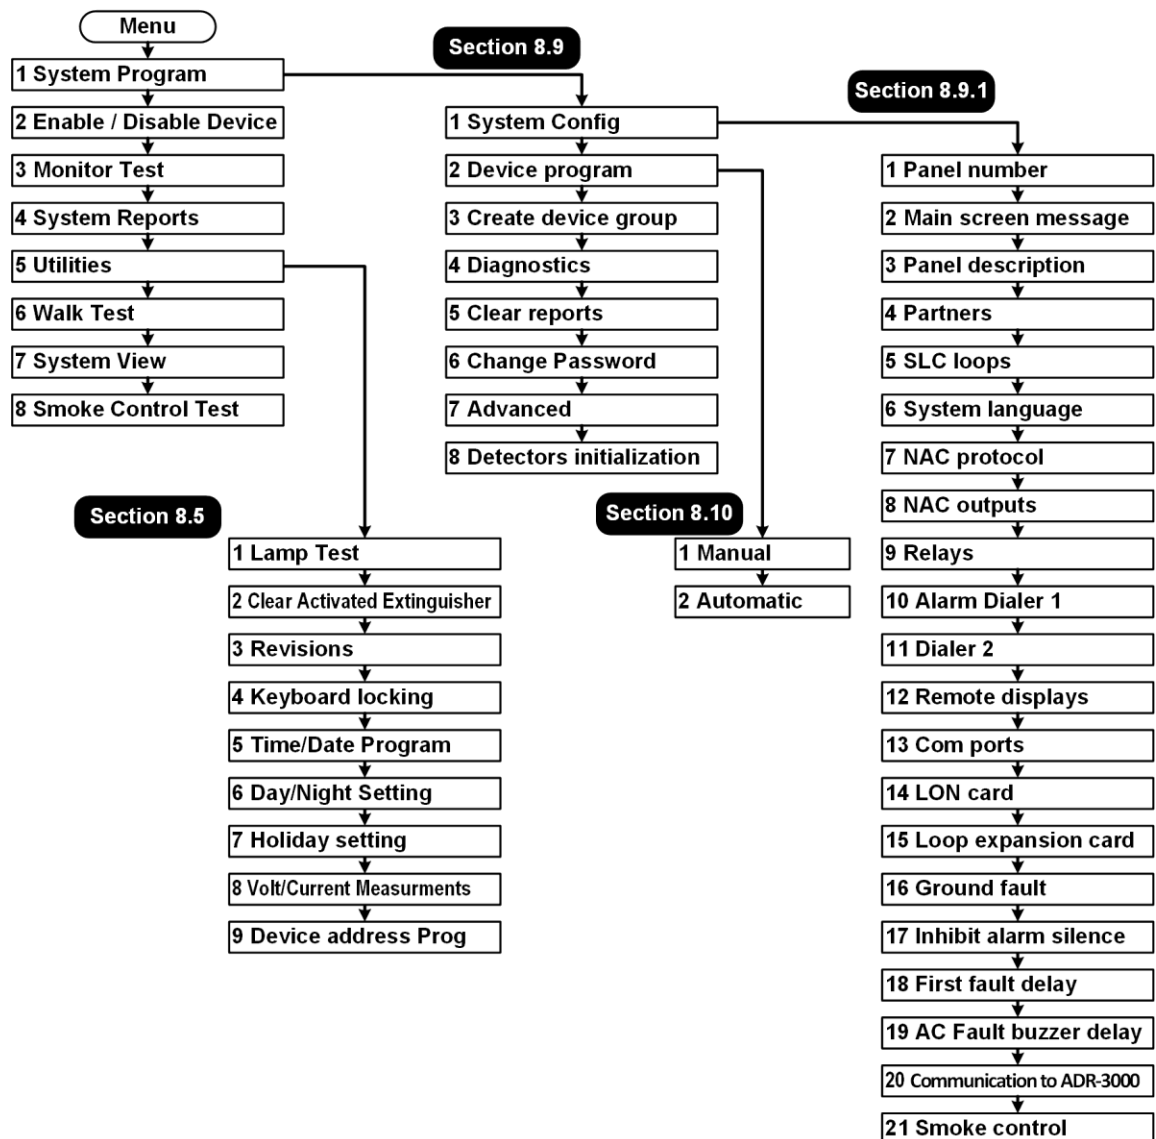 Menu
1 System Program
2 Enable / Disable Device
3 Monitor Test
4 System Reports
5 Utilities
6 Walk Test
7 System View
8 Smoke Control Test
Section 8.9
1 System Config
2 Device program
3 Create device group
4 Diagnostics
5 Clear reports
6 Change Password
7 Advanced
8 Detectors initialization
Section 8.9.1
1 Panel number
2 Main screen message
3 Panel description
4 Partners
5 SLC loops
6 System language
7 NAC protocol
8 NAC outputs
9 Relays
10 Alarm Dialer 1
11 Dialer 2
12 Remote displays
13 Com ports
14 LON card
15 Loop expansion card
16 Ground fault
17 Inhibit alarm silence
18 First fault delay
19 AC Fault buzzer delay
20 Communication to ADR-3000
21 Smoke control
Section 8.5
1 Lamp Test
2 Clear Activated Extinguisher
3 Revisions
4 Keyboard locking
5 Time/Date Program
6 Day/Night Setting
7 Holiday setting
8 Volt/Current Measurments
9 Device address Prog
Section 8.10
1 Manual
2 Automatic